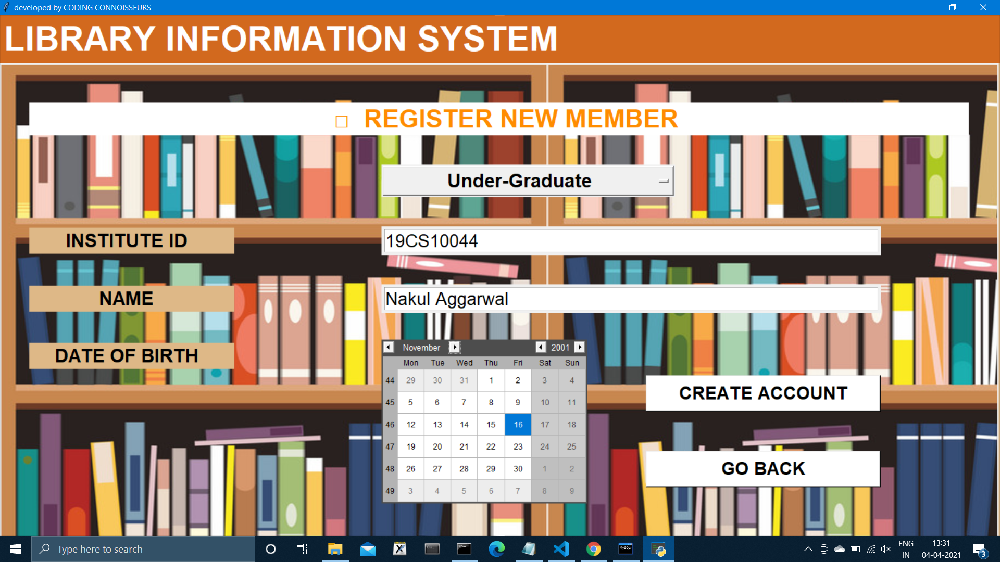 developed by CODING CONNOISSEURS
LIBRARY INFORMATION SYSTEM
REGISTER NEW MEMBER
Under-Graduate
INSTITUTE ID
19CS10044
NAME
Nakul Aggarwal
DATE OF BIRTH
November 2001
Mon Tue Wed Thu Fri Sat Sun
44 29 30 31 1 2 3 4
45 5 6 7 8 9 10 11
46 12 13 14 15 16 17 18
47 19 20 21 22 23 24 25
48 26 27 28 29 30 1 2
49 3 4 5 6 7 8 9
CREATE ACCOUNT
GO BACK
Type here to search
MySQL
ENG
IN
13:31
04-04-2021
3